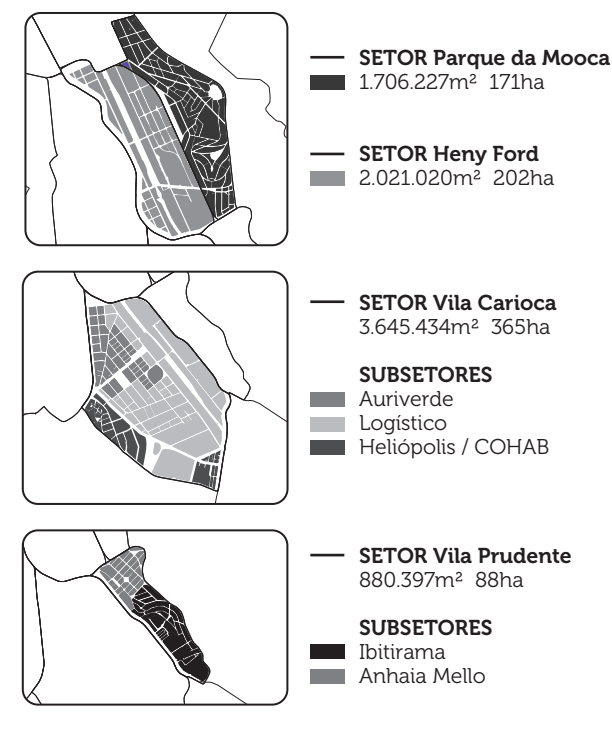 SETOR Parque da Mooca
1.706.227m² 171ha
SETOR Heny Ford
2.021.020m² 202ha
SETOR Vila Carioca
3.645.434m² 365ha
SUBSETORES
Auriverde
Logístico
Heliópolis / COHAB
SETOR Vila Prudente
880.397m² 88ha
SUBSETORES
Ibitirama
Anhaia Mello